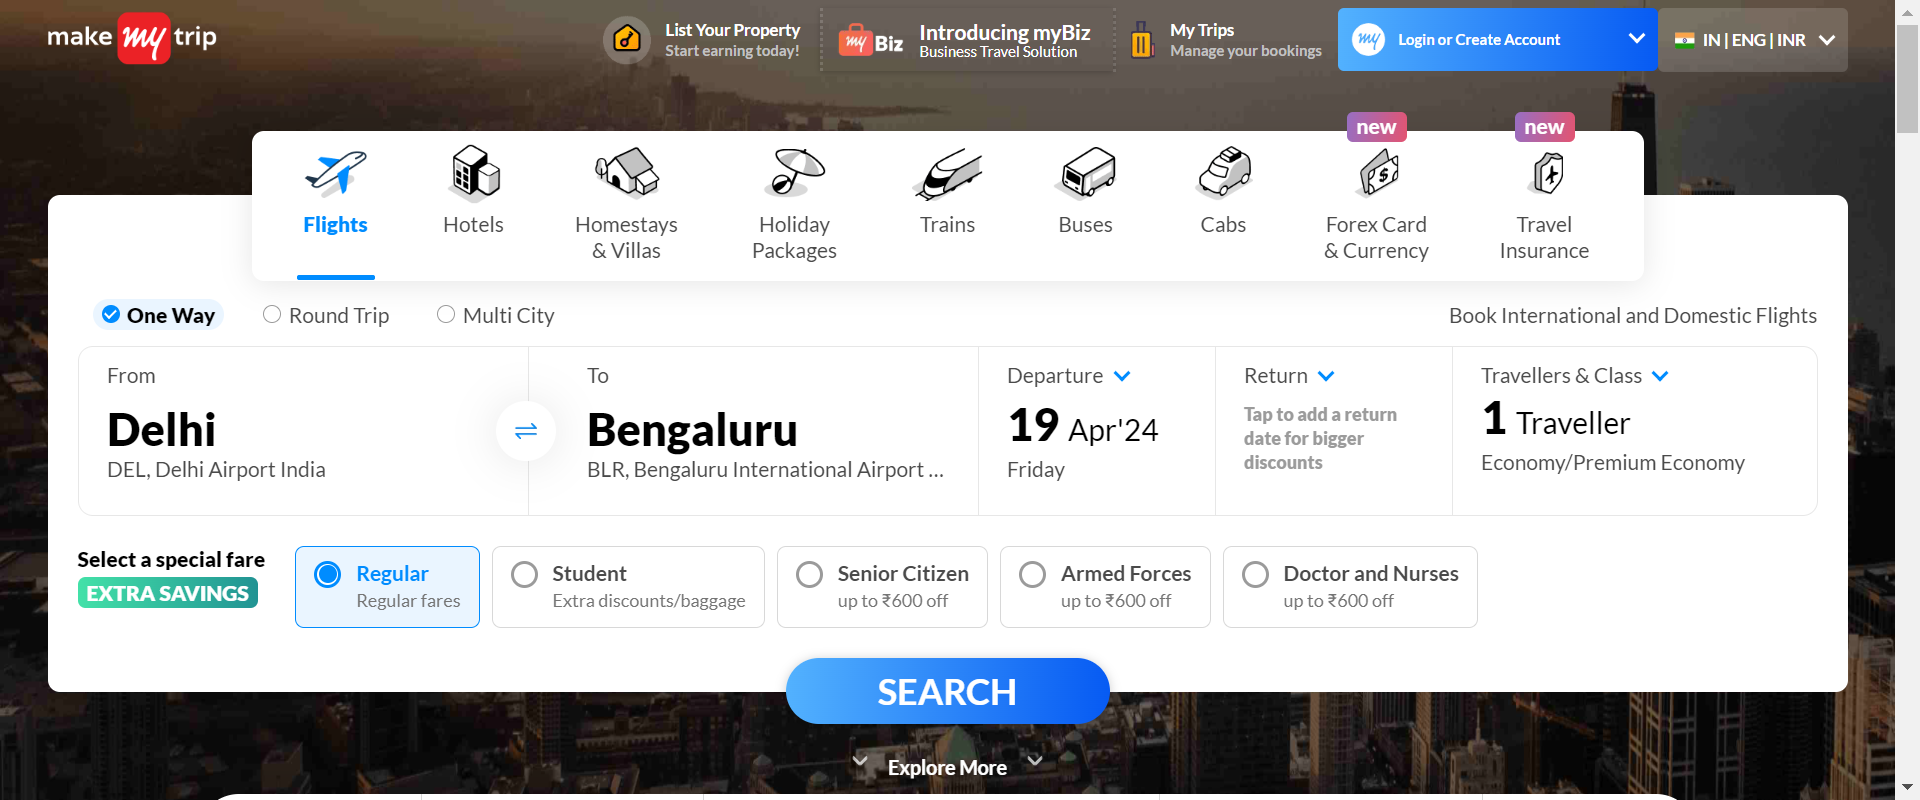 make my trip
List Your Property
Start earning today!
my Biz
Introducing myBiz
Business Travel Solution
My Trips
Manage your bookings
my
Login or Create Account
IN | ENG | INR
new
new
Flights
Hotels
Homestays
& Villas
Holiday
Packages
Trains
Buses
Cabs
Forex Card
& Currency
Travel
Insurance
One Way
Round Trip
Multi City
Book International and Domestic Flights
From
Delhi
DEL, Delhi Airport India
To
Bengaluru
BLR, Bengaluru International Airport ...
Departure
19 Apr'24
Friday
Return
Tap to add a return
date for bigger
discounts
Travellers & Class
1 Traveller
Economy/Premium Economy
Select a special fare
EXTRA SAVINGS
Regular
Regular fares
Student
Extra discounts/baggage
Senior Citizen
up to ₹600 off
Armed Forces
up to ₹600 off
Doctor and Nurses
up to ₹600 off
SEARCH
Explore More